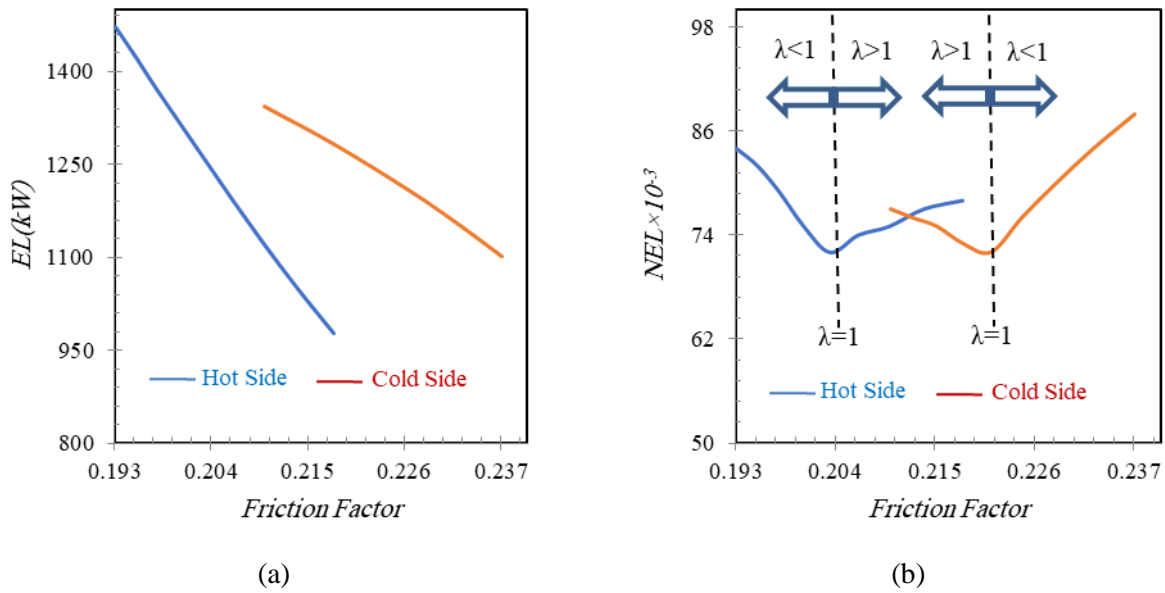 1400
1250
1100
950
800
EL(kW)
Hot Side
Cold Side
0.193
0.204
0.215
0.226
0.237
Friction Factor
(a)
98
86
74
62
50
NEL×10-3
λ<1
λ>1
λ>1
λ<1
λ=1
λ=1
Hot Side
Cold Side
0.193
0.204
0.215
0.226
0.237
Friction Factor
(b)